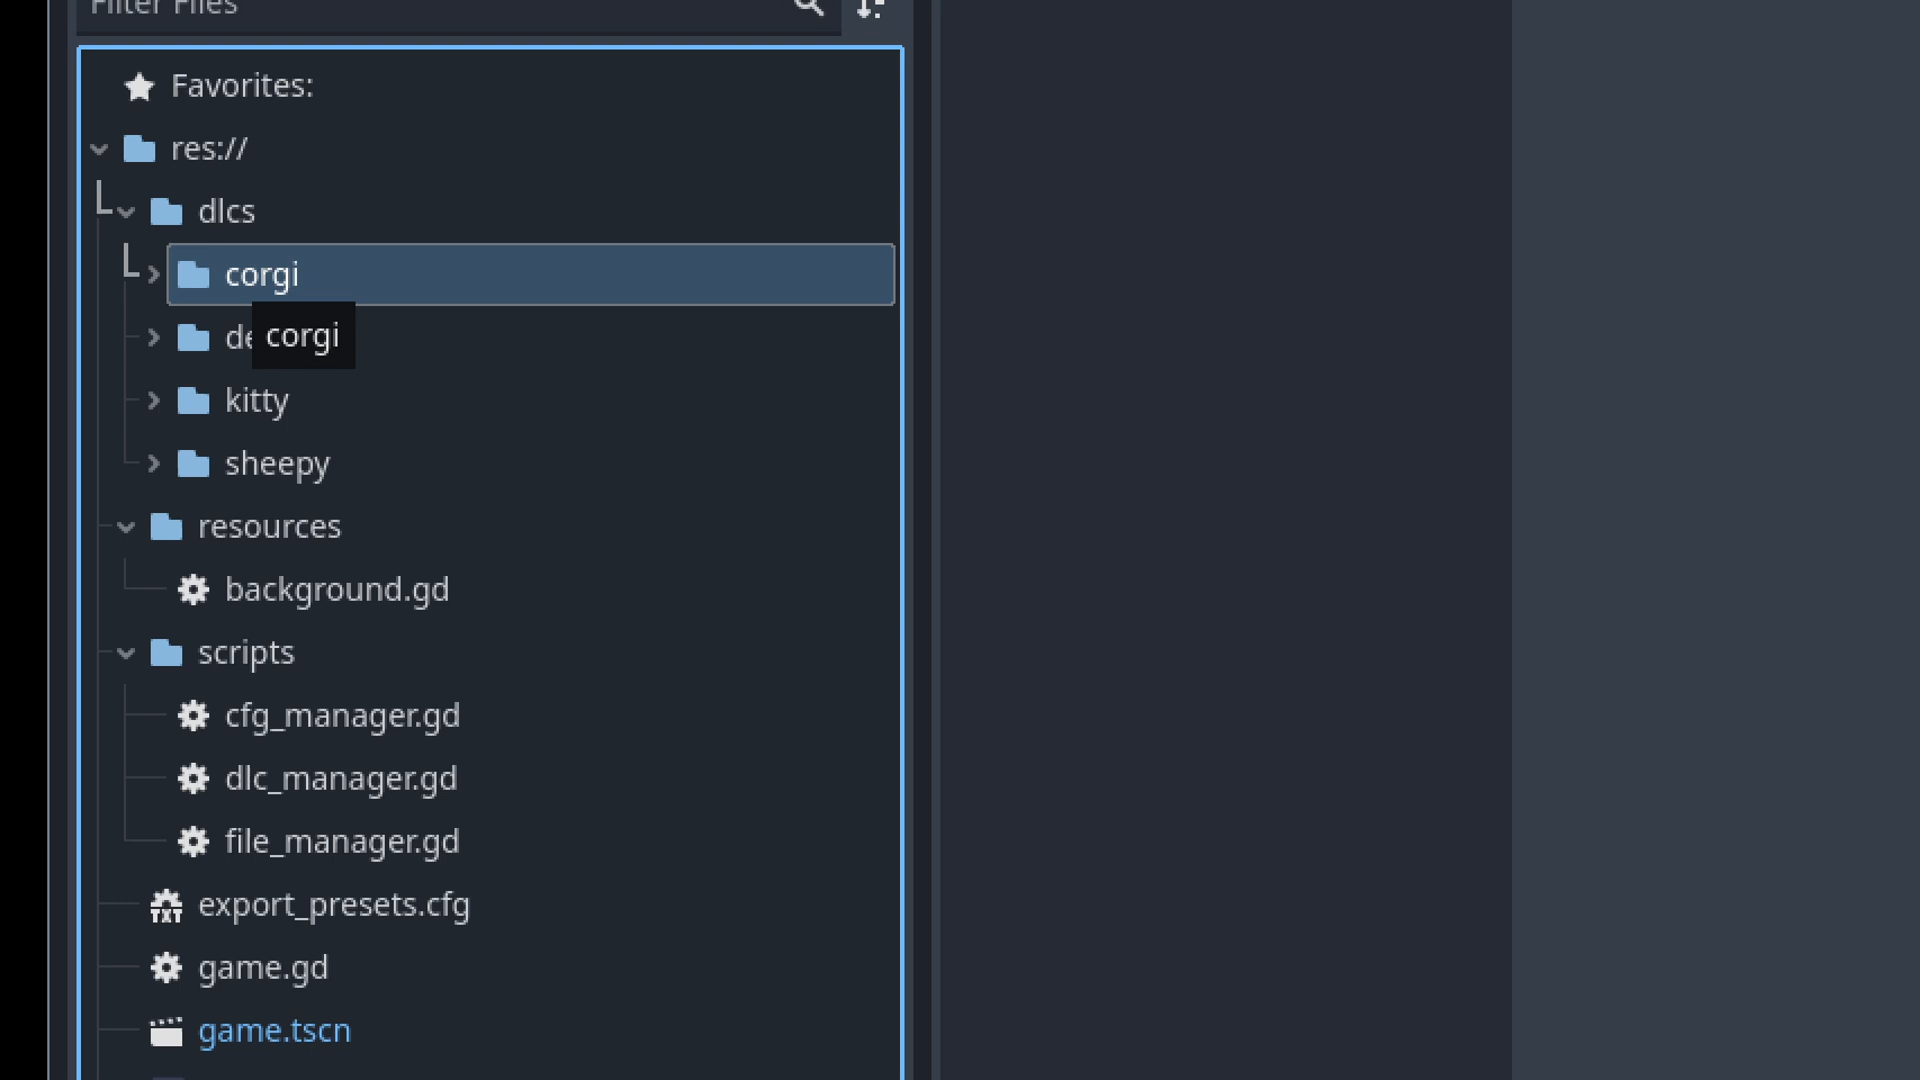 Filter Files
Favorites:
res://
dlcs
corgi
corgi
kitty
sheepy
resources
background.gd
scripts
cfg_manager.gd
dlc_manager.gd
file_manager.gd
export_presets.cfg
game.gd
game.tscn